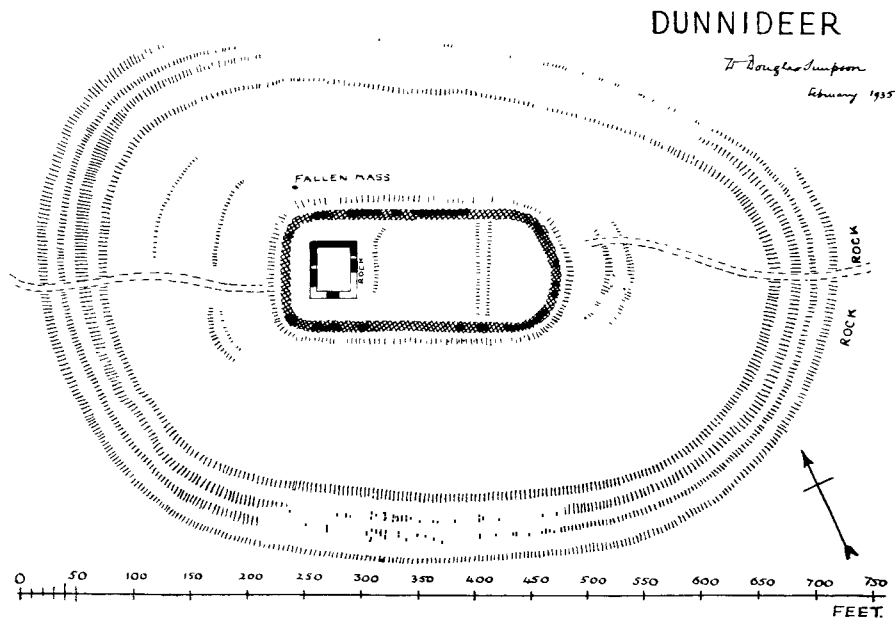 DUNNIDEER
W Douglas Simpson
February 1935
FALLEN MASS
ROCK
ROCK
ROCK
0 50 100 150 200 250 300 350 400 450 500 550 600 650 700 750
FEET.